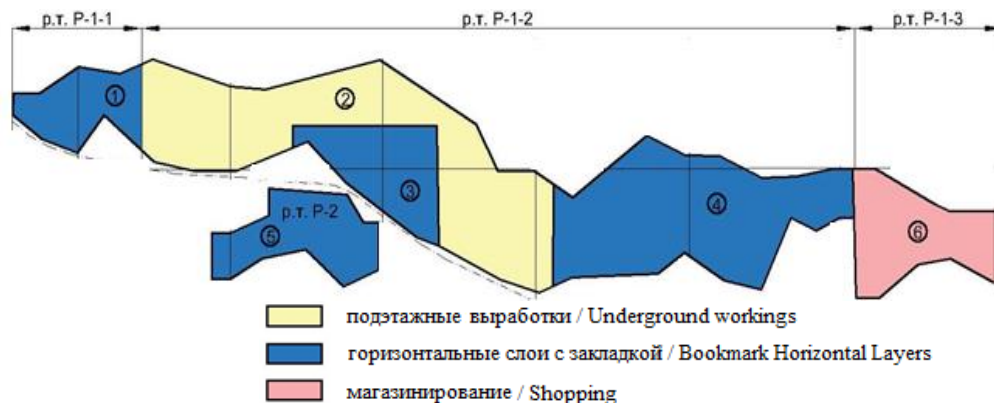 р.т. Р-1-1 р.т. Р-1-2 р.т. Р-1-3
1
2
3
4
р.т. Р-2
5
6
подэтажные выработки / Underground workings
горизонтальные слои с закладкой / Bookmark Horizontal Layers
магазинирование / Shopping